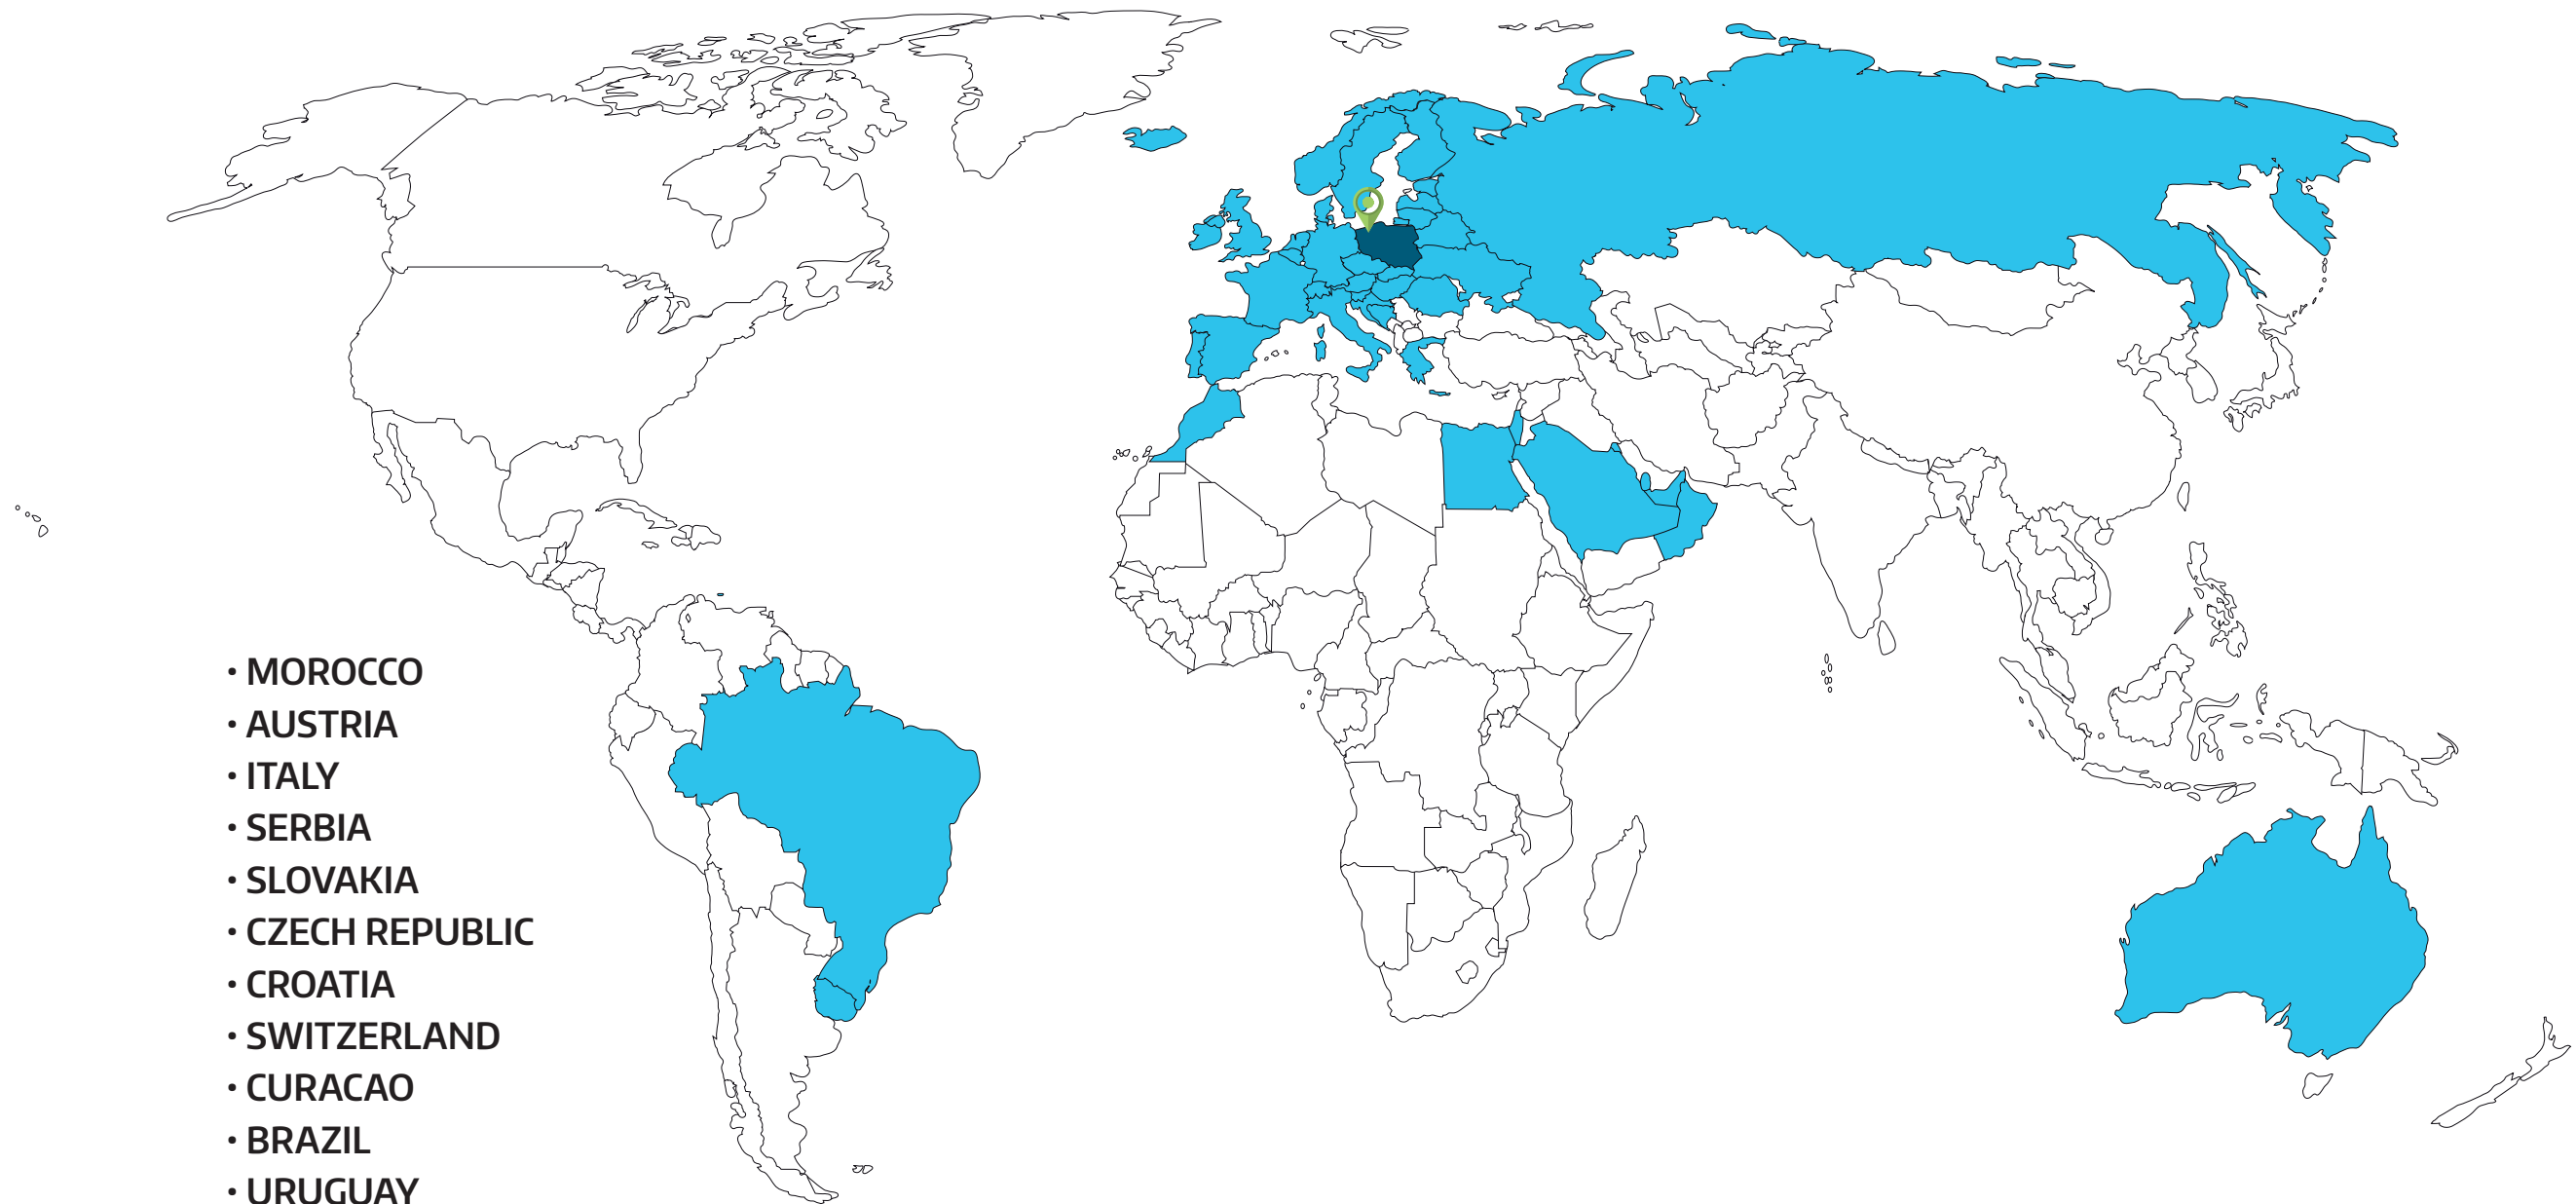 • MOROCCO
• AUSTRIA
• ITALY
• SERBIA
• SLOVAKIA
• CZECH REPUBLIC
• CROATIA
• SWITZERLAND
• CURACAO
• BRAZIL
• URUGUAY